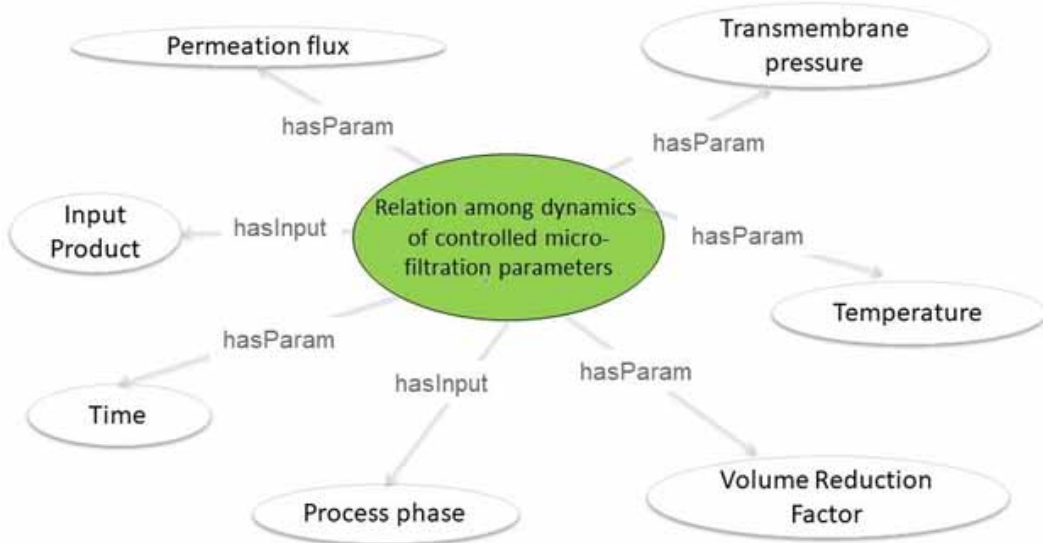 Permeation flux
Transmembrane
pressure
hasParam
hasParam
Input
Product
hasInput
Relation among dynamics
of controlled micro-
filtration parameters
hasParam
Temperature
hasParam
Time
hasInput
hasParam
Process phase
Volume Reduction
Factor